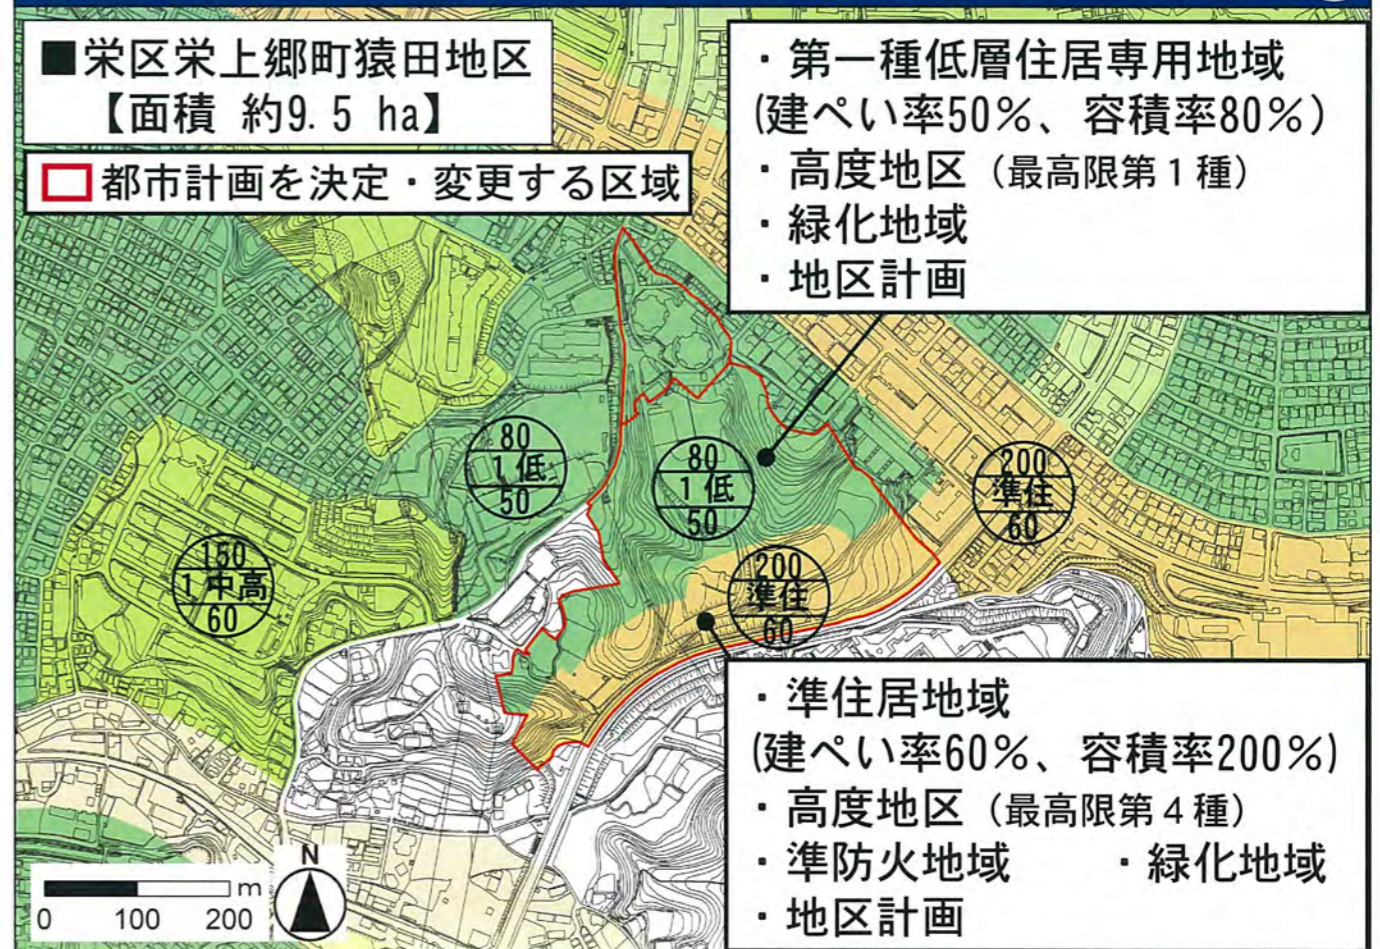 ■栄区栄上郷町猿田地区
【面積 約9.5 ha】
都市計画を決定・変更する区域
・第一種低層住居専用地域
(建ぺい率50％、容積率80％)
・高度地区（最高限第１種）
・緑化地域
・地区計画
80
1低
50
80
1低
50
200
準住
60
150
1中高
60
200
準住
60
・準住居地域
(建ぺい率60％、容積率200％)
・高度地区（最高限第４種）
・準防火地域　・緑化地域
・地区計画
N
m
0 100 200